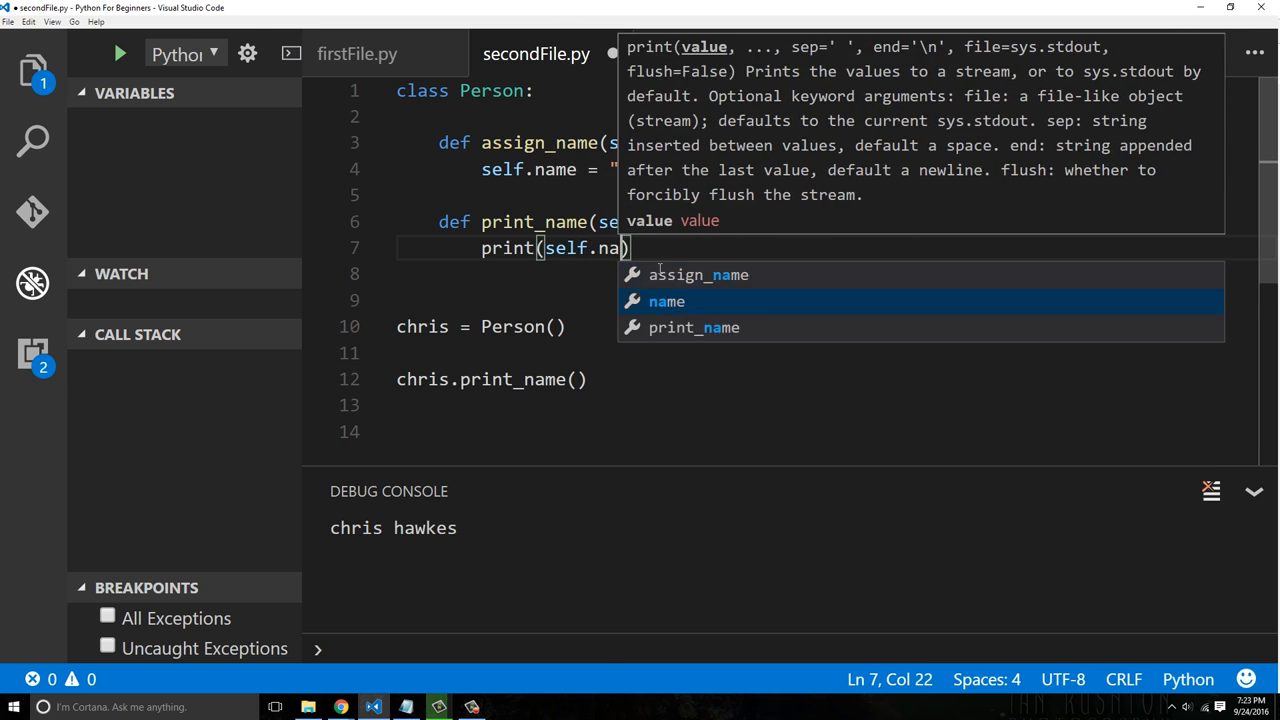 ● secondFile.py - Python For Beginners - Visual Studio Code
File Edit View Go Help
Python ▼
firstFile.py
secondFile.py ●
VARIABLES
WATCH
CALL STACK
BREAKPOINTS
All Exceptions
Uncaught Exceptions
1
2
1 class Person:
2
3 def assign_name(s
4 self.name = "
5
6 def print_name(se
7 print(self.na)
8
9
10 chris = Person()
11
12 chris.print_name()
13
14
print(value, ..., sep=' ', end='\n', file=sys.stdout,
flush=False) Prints the values to a stream, or to sys.stdout by
default. Optional keyword arguments: file: a file-like object
(stream); defaults to the current sys.stdout. sep: string
inserted between values, default a space. end: string appended
after the last value, default a newline. flush: whether to
forcibly flush the stream.
value value
assign_name
name
print_name
DEBUG CONSOLE
chris hawkes
0 0
Ln 7, Col 22 Spaces: 4 UTF-8 CRLF Python
I'm Cortana. Ask me anything.
7:23 PM
9/24/2016